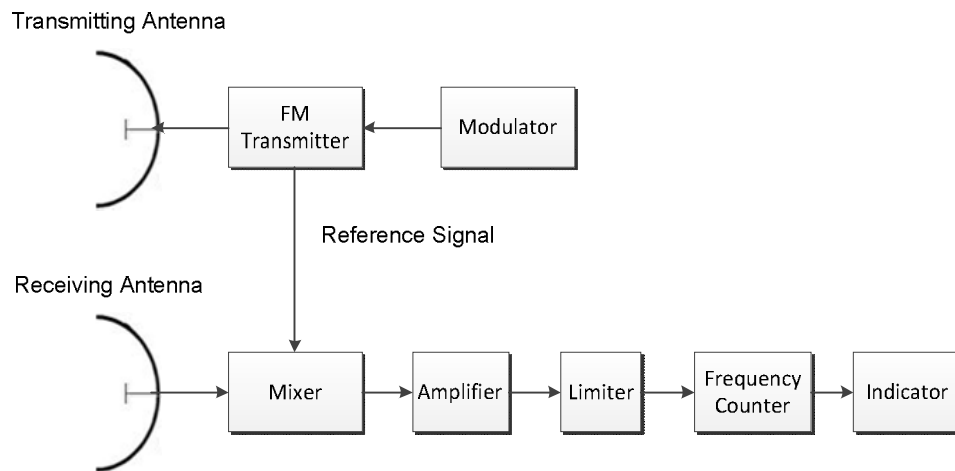 Transmitting Antenna
FM
Transmitter
Modulator
Reference Signal
Receiving Antenna
Mixer
Amplifier
Limiter
Frequency
Counter
Indicator